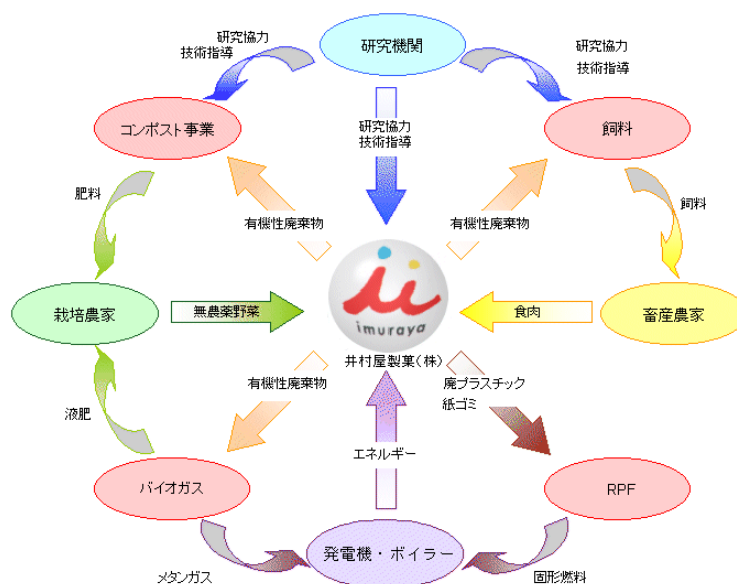 研究協力
技術指導
研究機関
研究協力
技術指導
コンポスト事業
研究協力
技術指導
飼料
肥料
有機性廃棄物
有機性廃棄物
飼料
栽培農家
無農薬野菜
imuraya
食肉
畜産農家
井村屋製菓(株)
有機性廃棄物
廃プラスチック
紙ゴミ
液肥
エネルギー
バイオガス
RPF
発電機・ボイラー
メタンガス
固形燃料